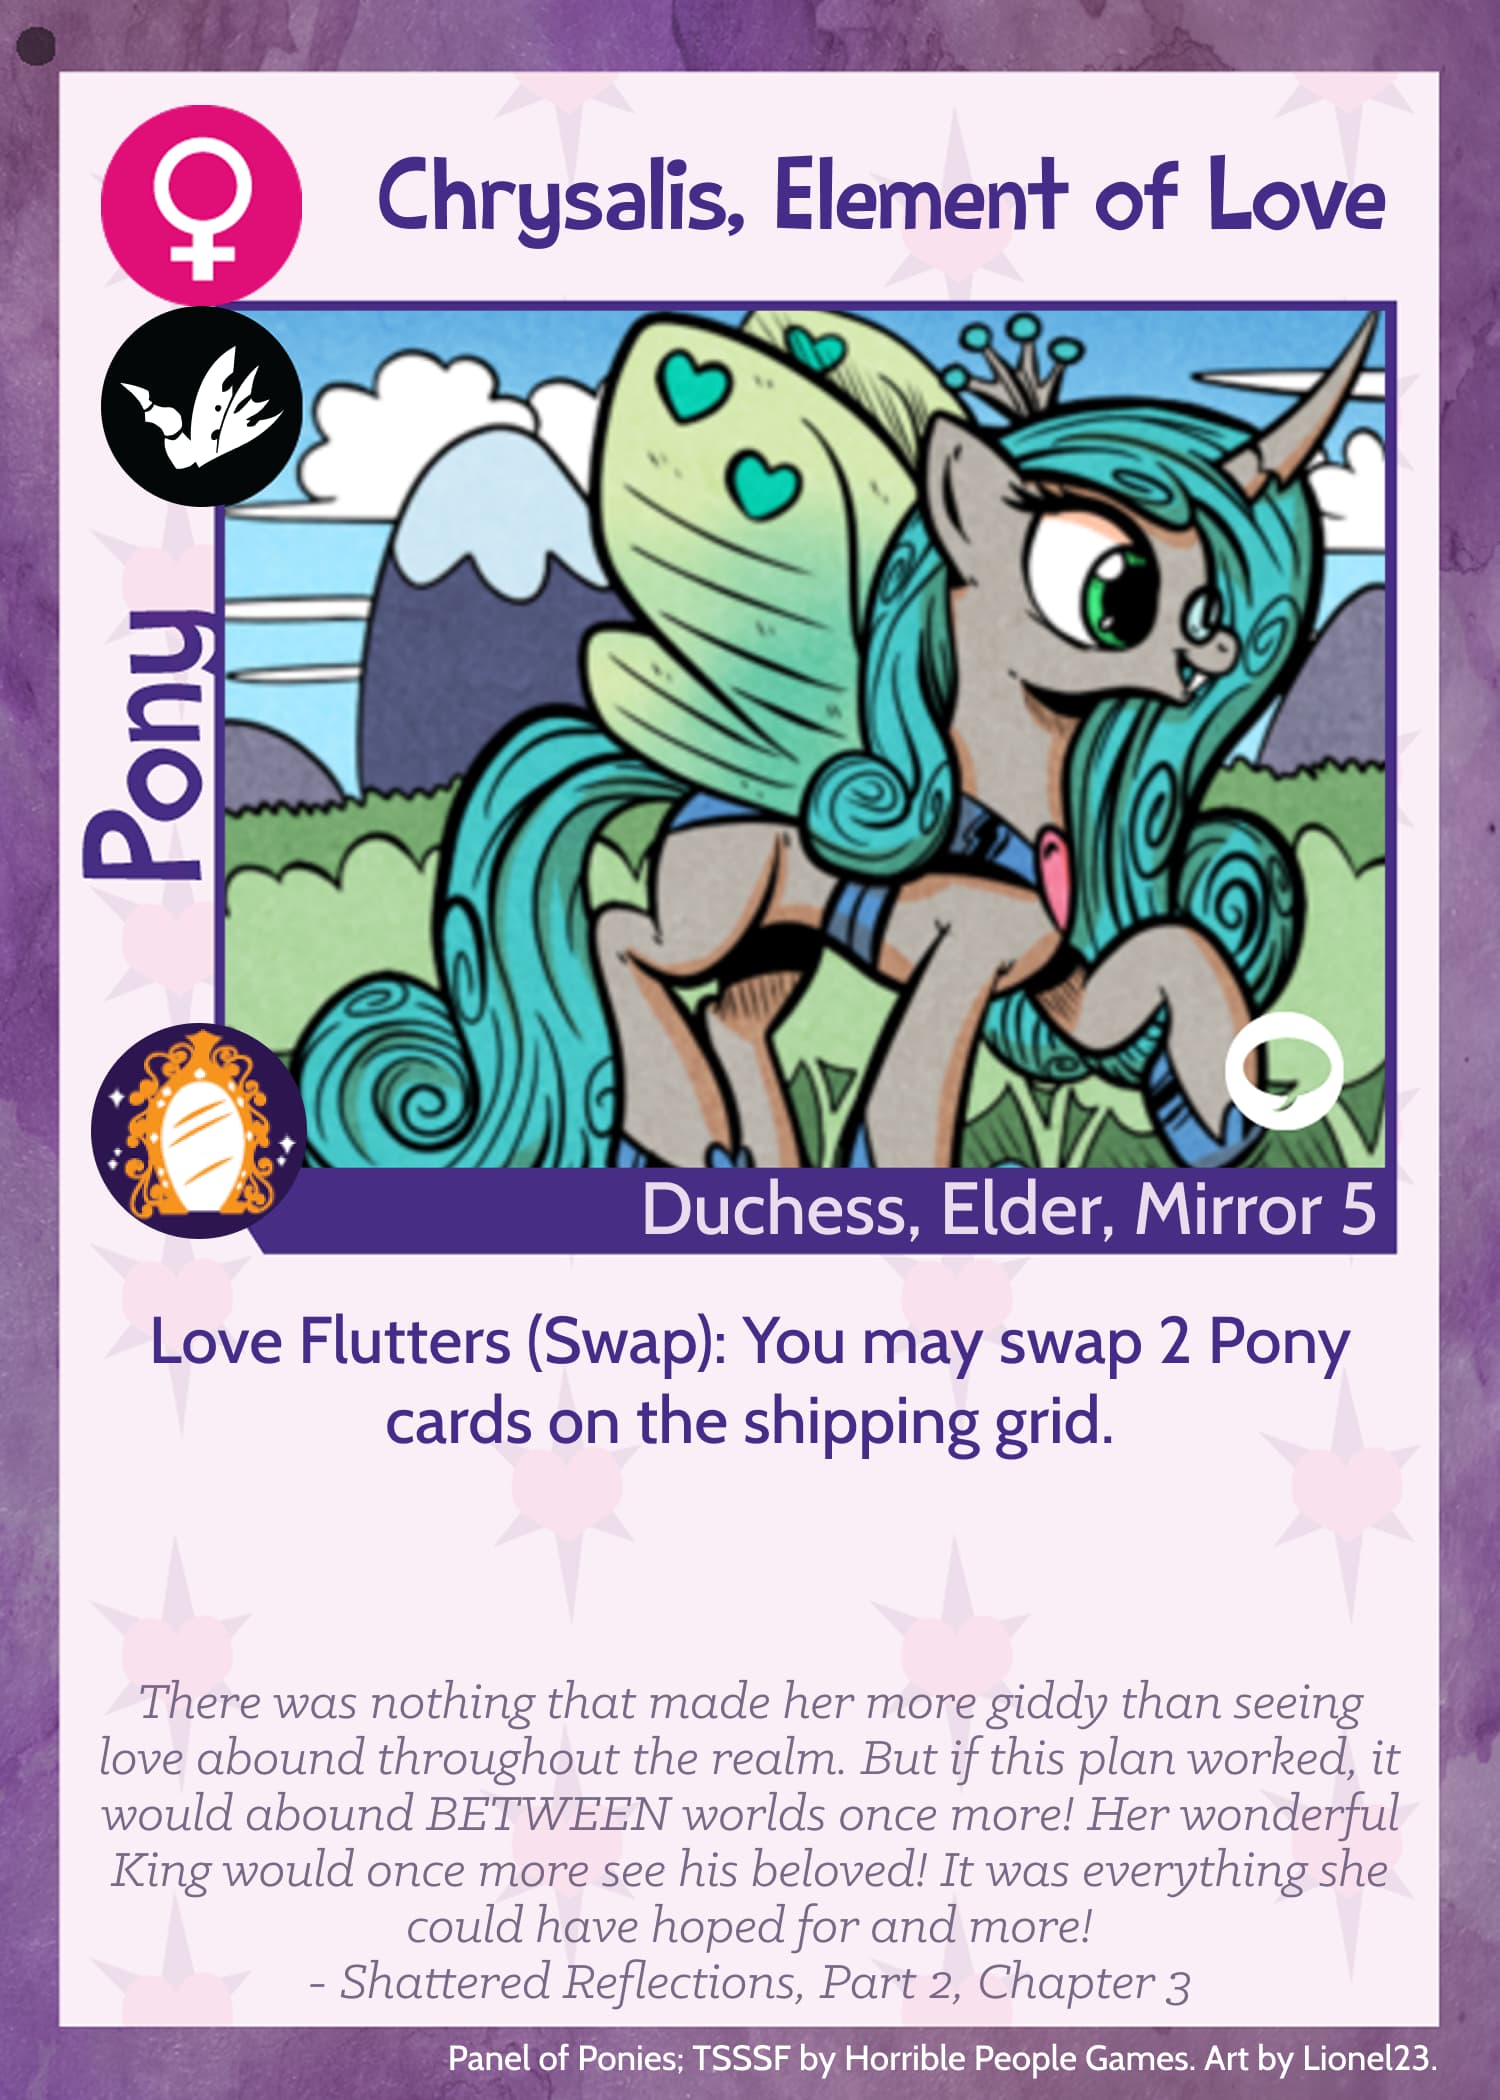 Chrysalis, Element of Love
Pony
Duchess, Elder, Mirror 5
Love Flutters (Swap): You may swap 2 Pony
cards on the shipping grid.
There was nothing that made her more giddy than seeing
love abound throughout the realm. But if this plan worked, it
would abound BETWEEN worlds once more! Her wonderful
King would once more see his beloved! It was everything she
could have hoped for and more!
- Shattered Reflections, Part 2, Chapter 3
Panel of Ponies; TSSSF by Horrible People Games. Art by Lionel23.